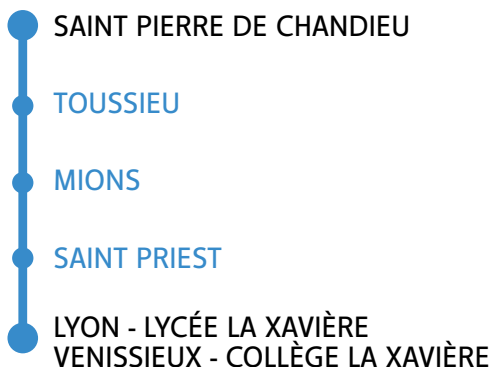 SAINT PIERRE DE CHANDIEU
TOUSSIEU
MIONS
SAINT PRIEST
LYON - LYCÉE LA XAVIÈRE
VENISSIEUX - COLLÈGE LA XAVIÈRE